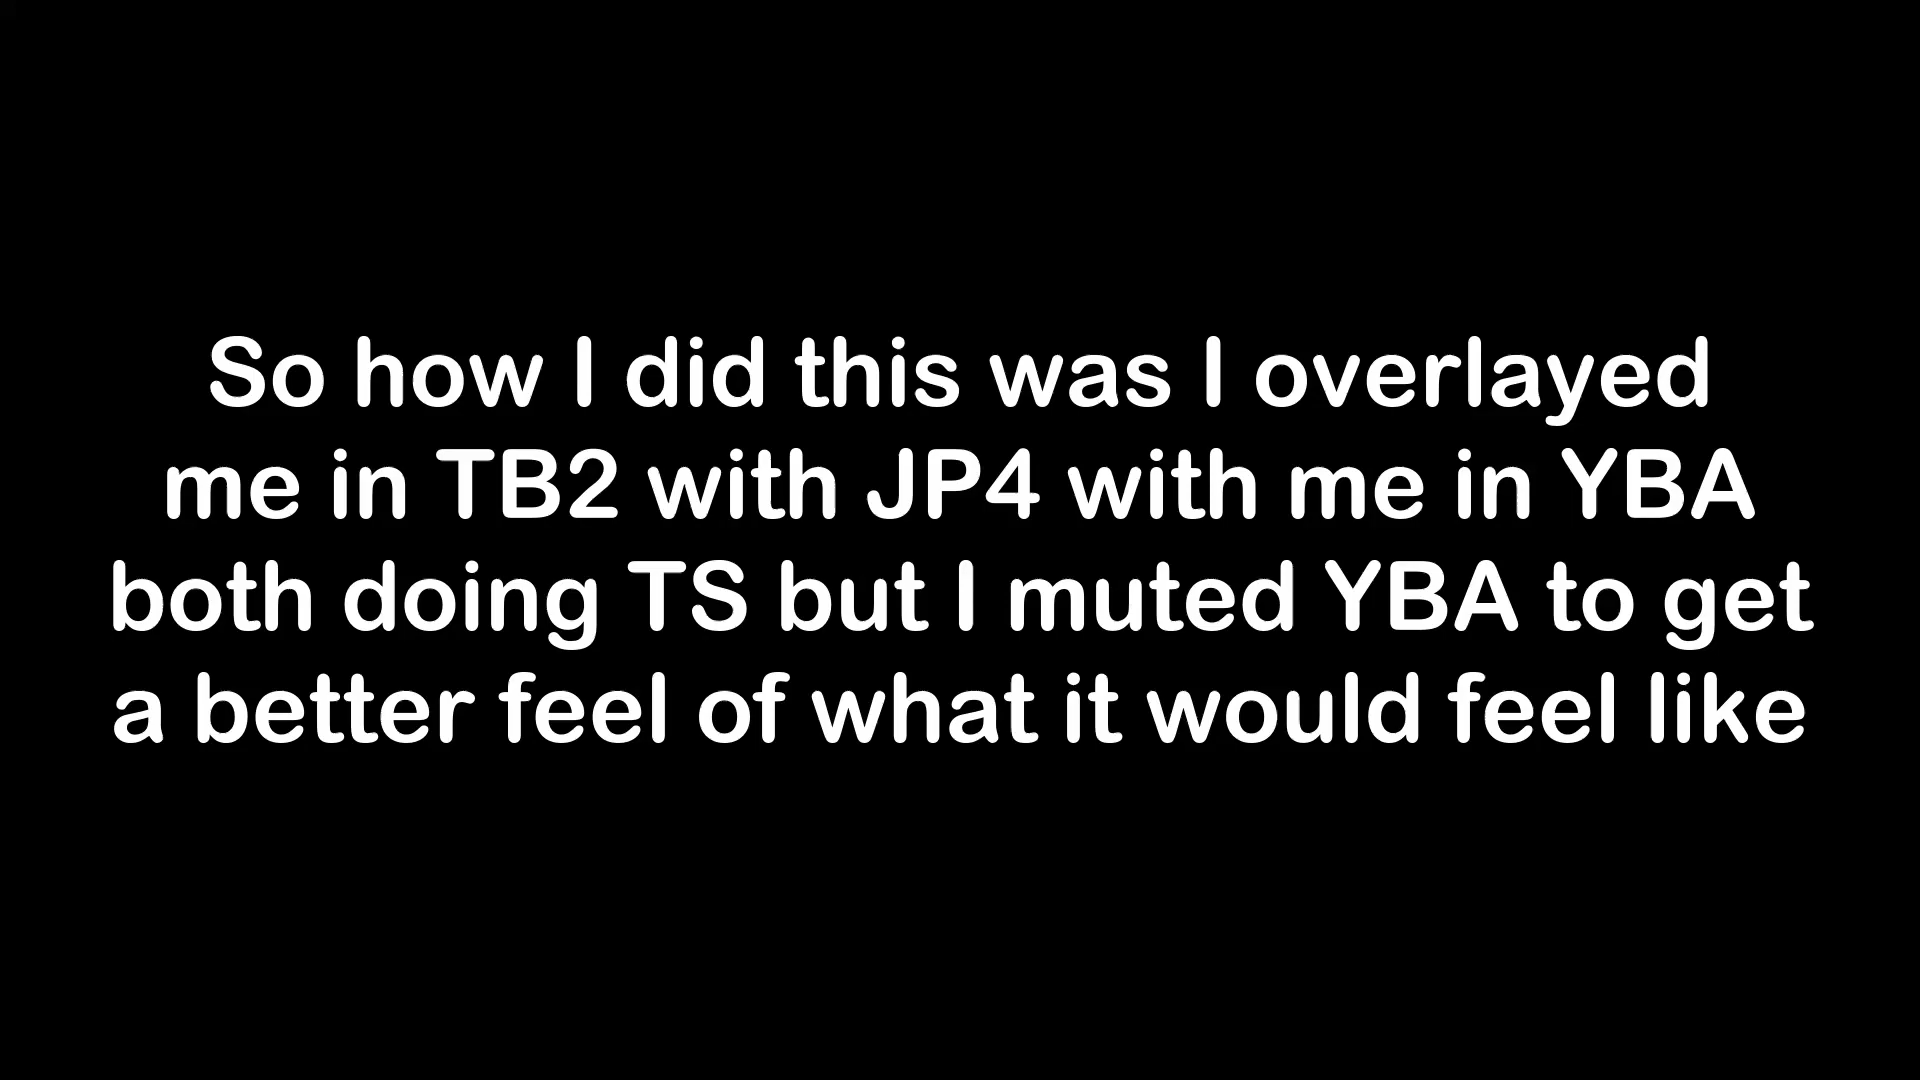 So how I did this was I overlayed
me in TB2 with JP4 with me in YBA
both doing TS but I muted YBA to get
a better feel of what it would feel like